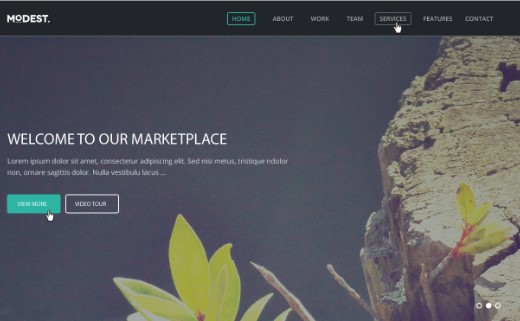 MODEST.
HOME ABOUT WORK TEAM SERVICES FEATURES CONTACT
WELCOME TO OUR MARKETPLACE
Lorem ipsum dolor sit amet, consectetur adipiscing elit. Sed nisi metus, tristique ndolor
non, ornare sagittis dolor. Nulla vestibulu lacus ...
VIEW MORE VIDEO TOUR